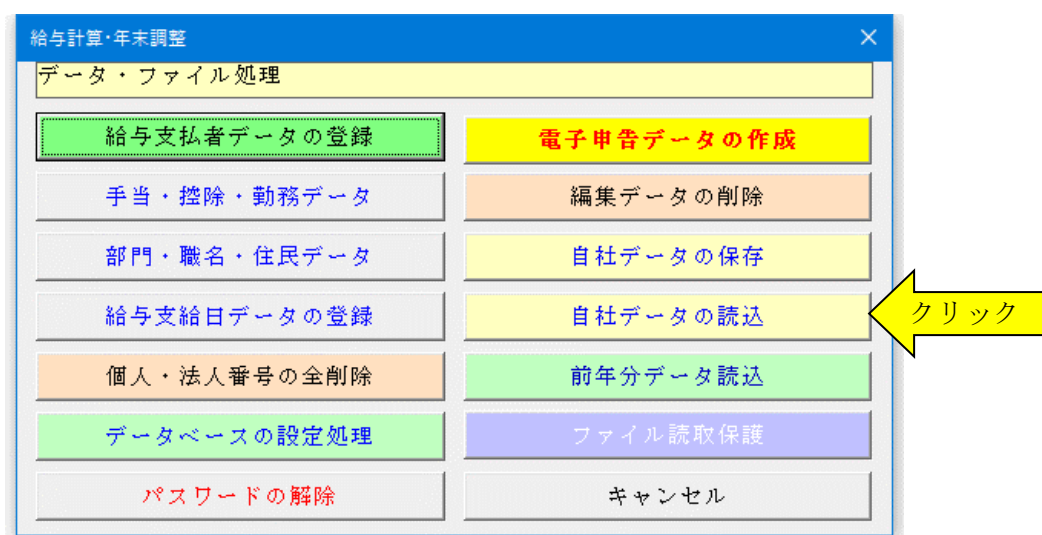 給与計算・年末調整
データ・ファイル処理
給与支払者データの登録
電子申告データの作成
手当・控除・勤務データ
編集データの削除
部門・職名・住民データ
自社データの保存
給与支給日データの登録
自社データの読込
クリック
個人・法人番号の全削除
前年分データ読込
データベースの設定処理
ファイル読取保護
パスワードの解除
キャンセル